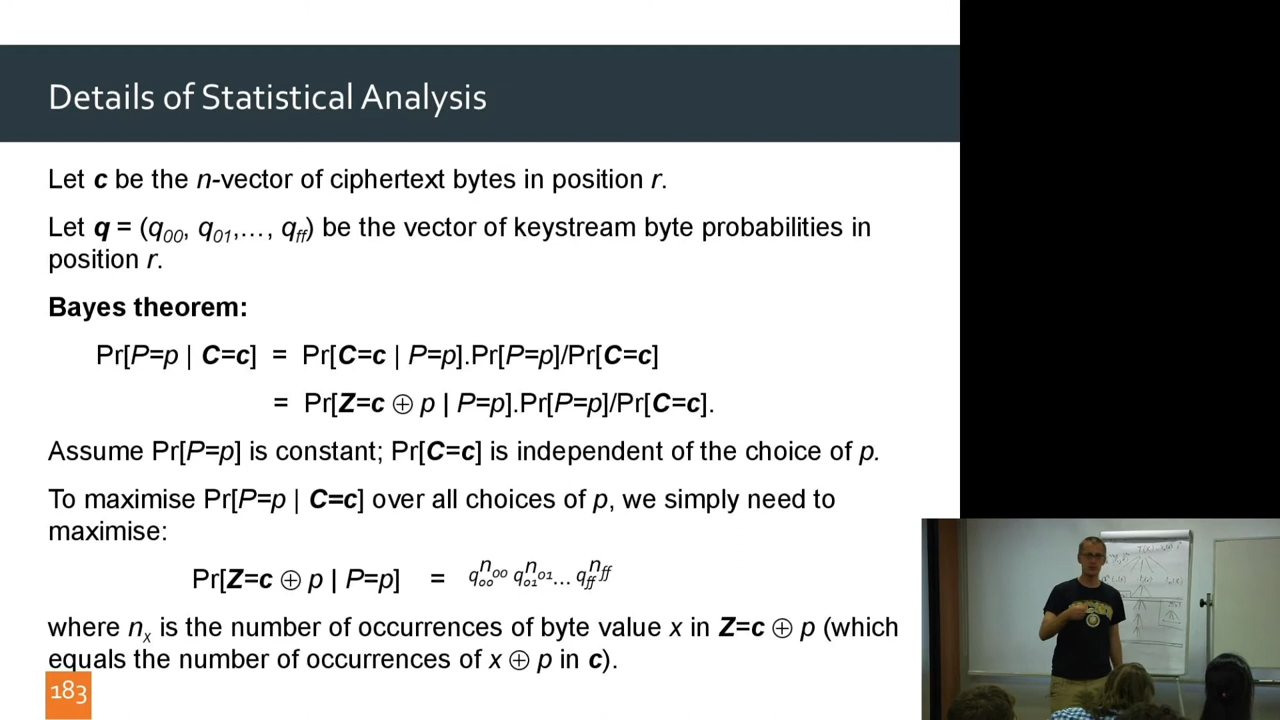 Details of Statistical Analysis
Let c be the n-vector of ciphertext bytes in position r.
Let q = (q00, q01,…, qff) be the vector of keystream byte probabilities in
position r.
Bayes theorem:
Pr[P=p | C=c] = Pr[C=c | P=p].Pr[P=p]/Pr[C=c]
= Pr[Z=c ⊕ p | P=p].Pr[P=p]/Pr[C=c].
Assume Pr[P=p] is constant; Pr[C=c] is independent of the choice of p.
To maximise Pr[P=p | C=c] over all choices of p, we simply need to
maximise:
Pr[Z=c ⊕ p | P=p] = q00^n00 q01^n01… qff^nff
where nx is the number of occurrences of byte value x in Z=c ⊕ p (which
equals the number of occurrences of x ⊕ p in c).
183